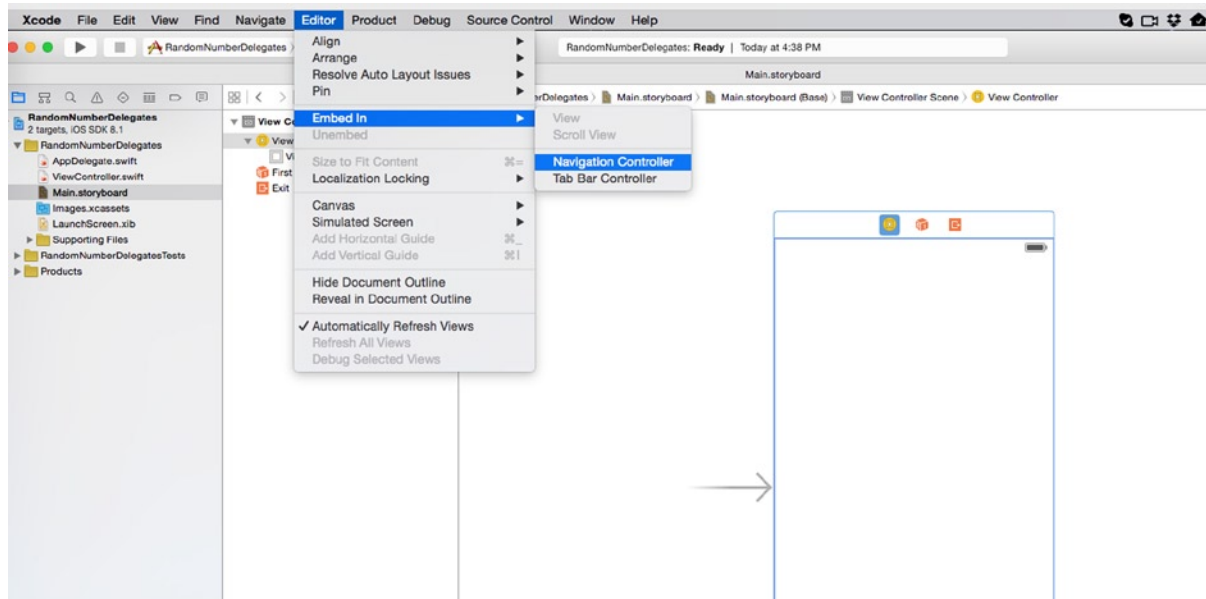 Xcode File Edit View Find Navigate Editor Product Debug Source Control Window Help
RandomNumberDelegates
RandomNumberDelegates: Ready | Today at 4:38 PM
Main.storyboard
Align
Arrange
Resolve Auto Layout Issues
Pin
Embed In
Unembed
Size to Fit Content ⌘=
Localization Locking
Canvas
Simulated Screen
Add Horizontal Guide ⌘_
Add Vertical Guide ⌘|
Hide Document Outline
Reveal in Document Outline
✓ Automatically Refresh Views
Refresh All Views
Debug Selected Views
View
Scroll View
Navigation Controller
Tab Bar Controller
rDelegates › Main.storyboard › Main.storyboard (Base) › View Controller Scene › View Controller
RandomNumberDelegates
2 targets, iOS SDK 8.1
RandomNumberDelegates
AppDelegate.swift
ViewController.swift
Main.storyboard
Images.xcassets
LaunchScreen.xib
Supporting Files
RandomNumberDelegatesTests
Products
View Co
View
Vi
First
Exit